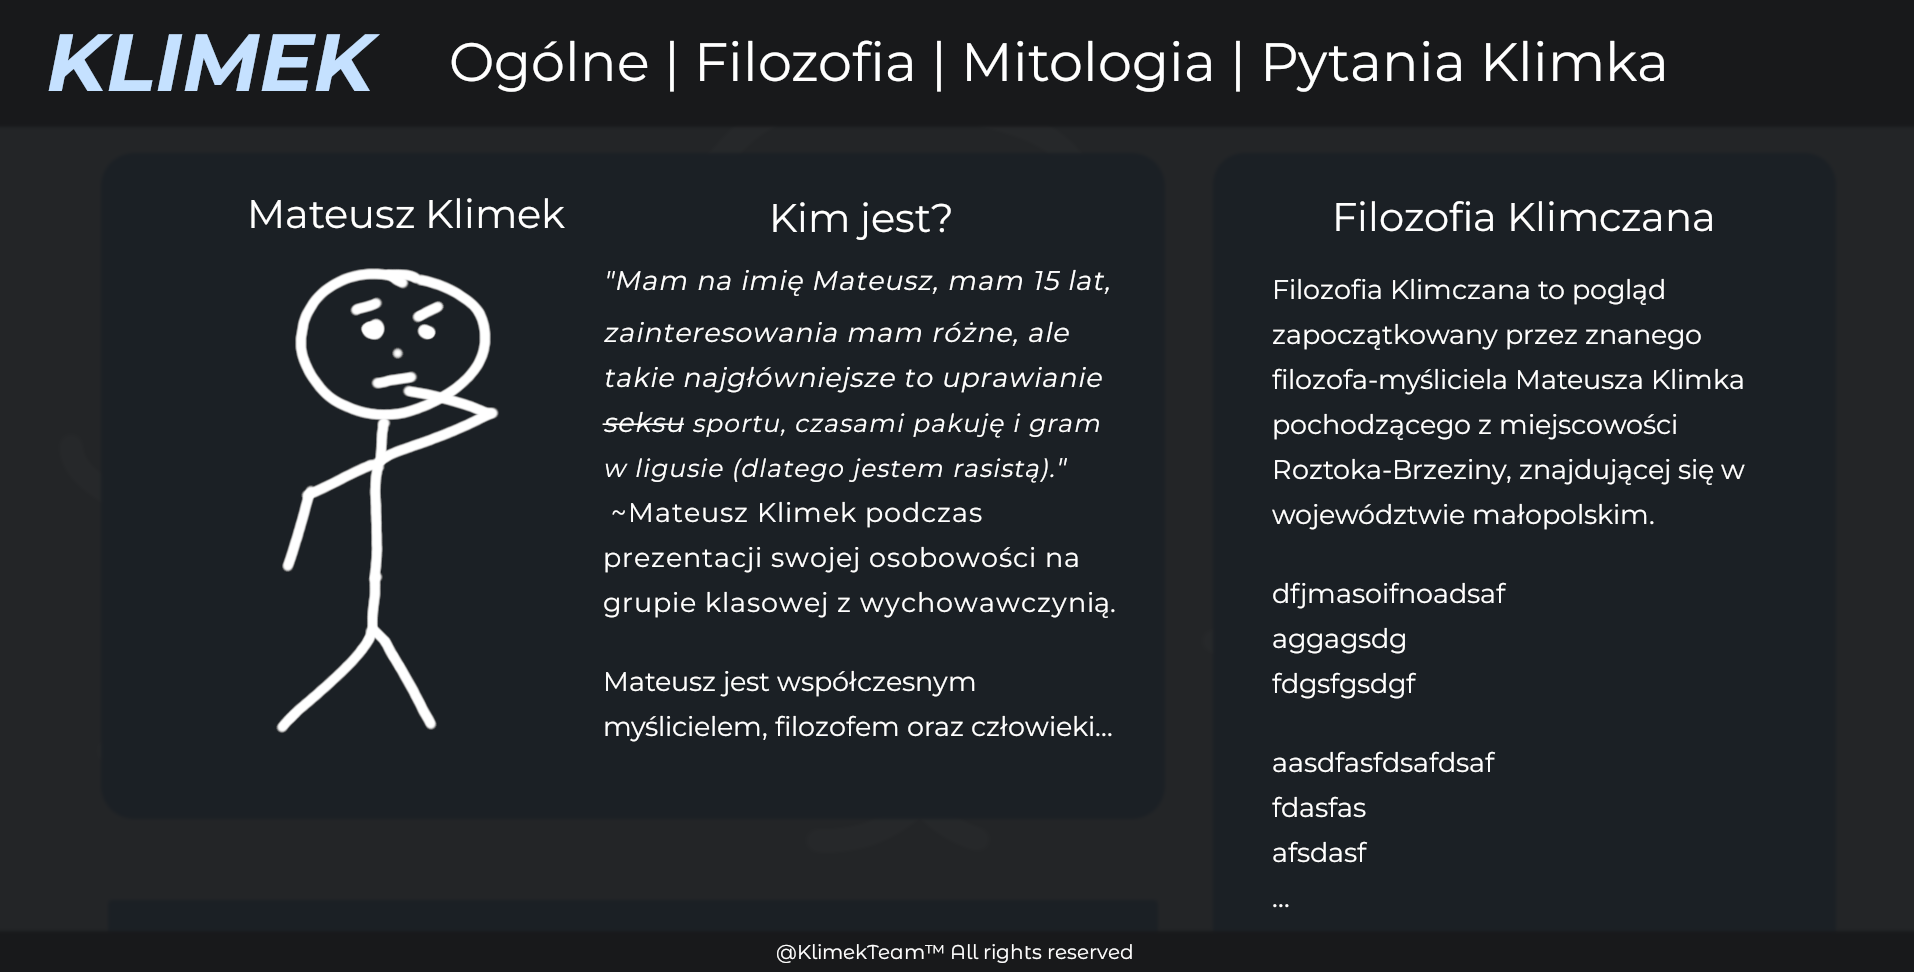 KLIMEK
Ogólne | Filozofia | Mitologia | Pytania Klimka
Mateusz Klimek
Kim jest?
"Mam na imię Mateusz, mam 15 lat,
zainteresowania mam różne, ale
takie najgłówniejsze to uprawianie
seksu sportu, czasami pakuję i gram
w ligusie (dlatego jestem rasistą)."
~Mateusz Klimek podczas
prezentacji swojej osobowości na
grupie klasowej z wychowawczynią.
Mateusz jest współczesnym
myślicielem, filozofem oraz człowieki...
Filozofia Klimczana
Filozofia Klimczana to pogląd
zapoczątkowany przez znanego
filozofa-myśliciela Mateusza Klimka
pochodzącego z miejscowości
Roztoka-Brzeziny, znajdującej się w
województwie małopolskim.
dfjmasoifnoadsaf
aggagsdg
fdgsfgsdgf
aasdfasfdsafdsaf
fdasfas
afsdasf
...
@KlimekTeam™ All rights reserved